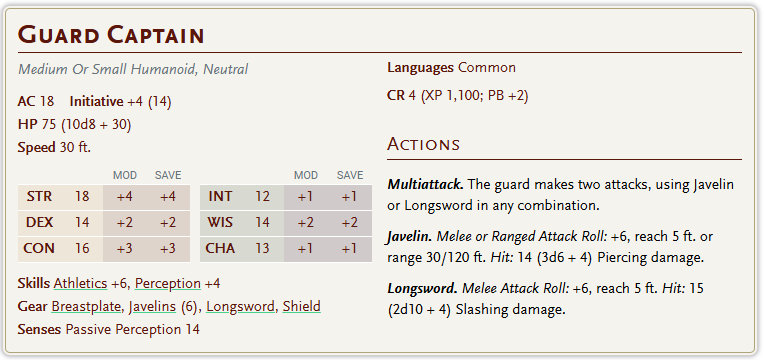 GUARD CAPTAIN
Medium Or Small Humanoid, Neutral
AC 18 Initiative +4 (14)
HP 75 (10d8 + 30)
Speed 30 ft.
MOD SAVE MOD SAVE
STR 18 +4 +4 INT 12 +1 +1
DEX 14 +2 +2 WIS 14 +2 +2
CON 16 +3 +3 CHA 13 +1 +1
Skills Athletics +6, Perception +4
Gear Breastplate, Javelins (6), Longsword, Shield
Senses Passive Perception 14
Languages Common
CR 4 (XP 1,100; PB +2)
ACTIONS
Multiattack. The guard makes two attacks, using Javelin
or Longsword in any combination.
Javelin. Melee or Ranged Attack Roll: +6, reach 5 ft. or
range 30/120 ft. Hit: 14 (3d6 + 4) Piercing damage.
Longsword. Melee Attack Roll: +6, reach 5 ft. Hit: 15
(2d10 + 4) Slashing damage.